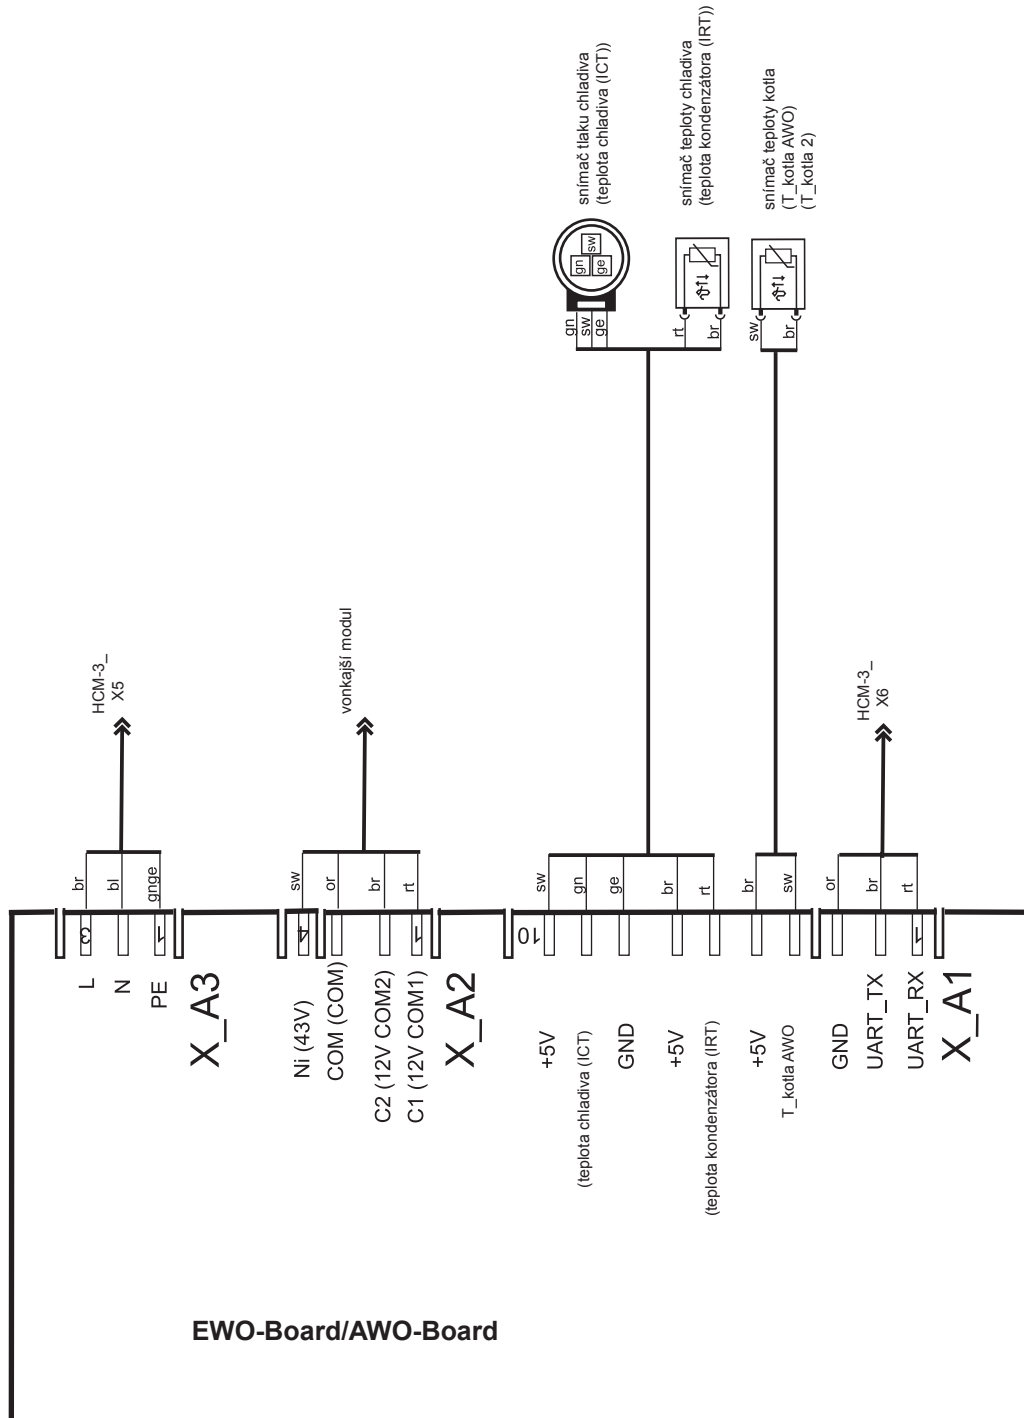 snímač tlaku chladiva
(teplota chladiva (ICT))
snímač teploty chladiva
(teplota kondenzátora (IRT))
snímač teploty kotla
(T_kotla AWO)
(T_kotla 2)
gn
sw
ge
gn
sw
ge
rt
br
sw
br
HCM-3_
X5
vonkajší modul
HCM-3_
X6
br
bl
gnge
sw
or
br
rt
sw
gn
ge
br
rt
br
sw
or
br
rt
3
1
4
1
10
1
L
N
PE
X_A3
Ni (43V)
COM (COM)
C2 (12V COM2)
C1 (12V COM1)
X_A2
+5V
(teplota chladiva (ICT)
GND
+5V
(teplota kondenzátora (IRT)
+5V
T_kotla AWO
GND
UART_TX
UART_RX
X_A1
EWO-Board/AWO-Board